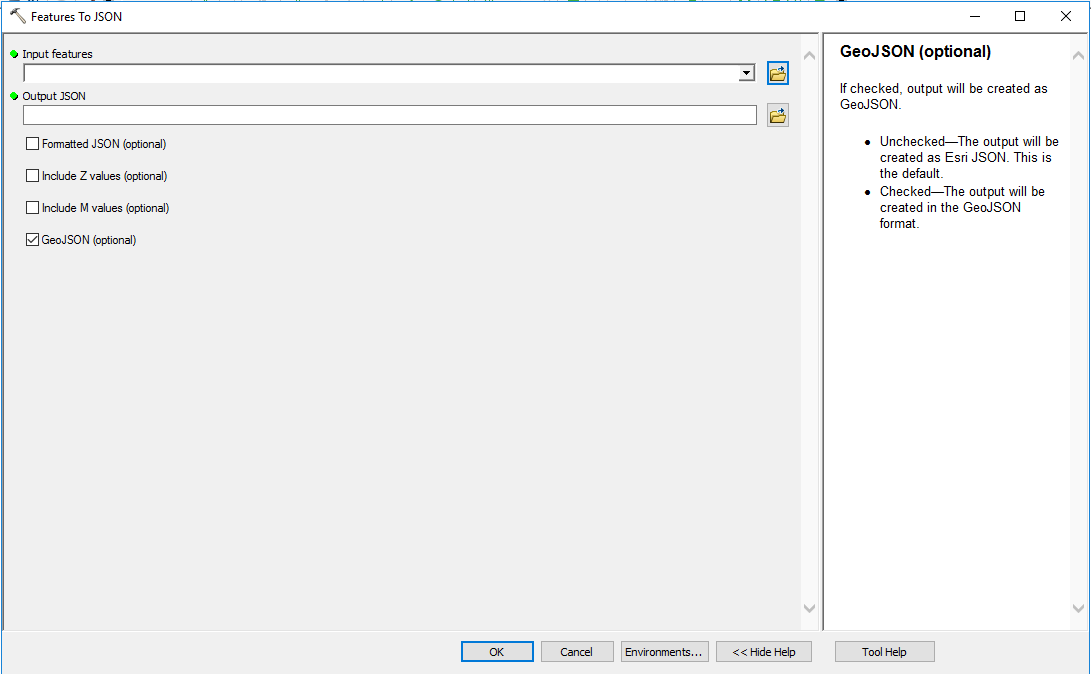 Features To JSON
Input features
Output JSON
Formatted JSON (optional)
Include Z values (optional)
Include M values (optional)
GeoJSON (optional)
GeoJSON (optional)
If checked, output will be created as
GeoJSON.
• Unchecked—The output will be
created as Esri JSON. This is
the default.
• Checked—The output will be
created in the GeoJSON
format.
OK
Cancel
Environments...
<< Hide Help
Tool Help